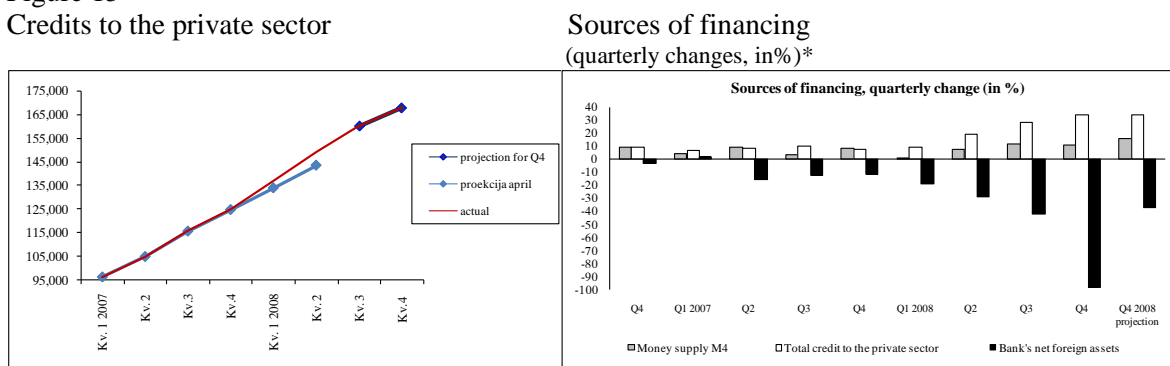 Credits to the private sector
Sources of financing
(quarterly changes, in%)*
175,000
165,000
155,000
145,000
135,000
125,000
115,000
105,000
95,000
Kv. 1 2007
Kv. 2
Kv.3
Kv.4
Kv. 1 2008
Kv. 2
Kv.3
Kv.4
projection for Q4
proekcija april
actual
Sources of financing, quarterly change (in %)
40
30
20
10
0
-10
-20
-30
-40
-50
-60
-70
-80
-90
-100
Q4
Q1 2007
Q2
Q3
Q4
Q1 2008
Q2
Q3
Q4
Q4 2008
projection
Money supply M4
Total credit to the private sector
Bank's net foreign assets